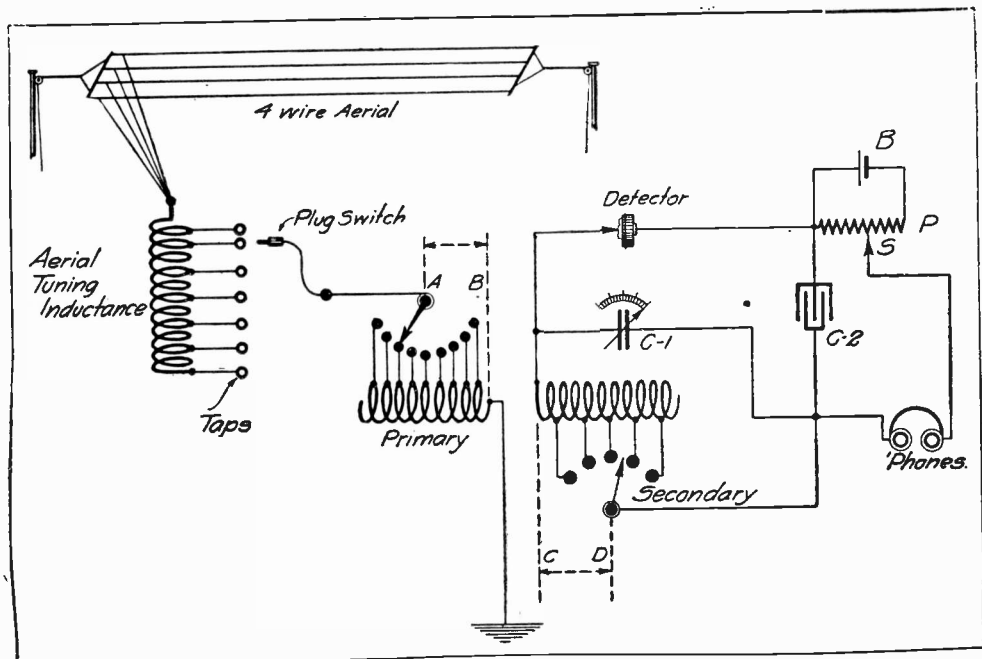 4 wire Aerial
B
Detector
Plug Switch
P
S
Aerial
Tuning
Inductance
A
B
C-1
C-2
Taps
Primary
'Phones.
Secondary
C
D